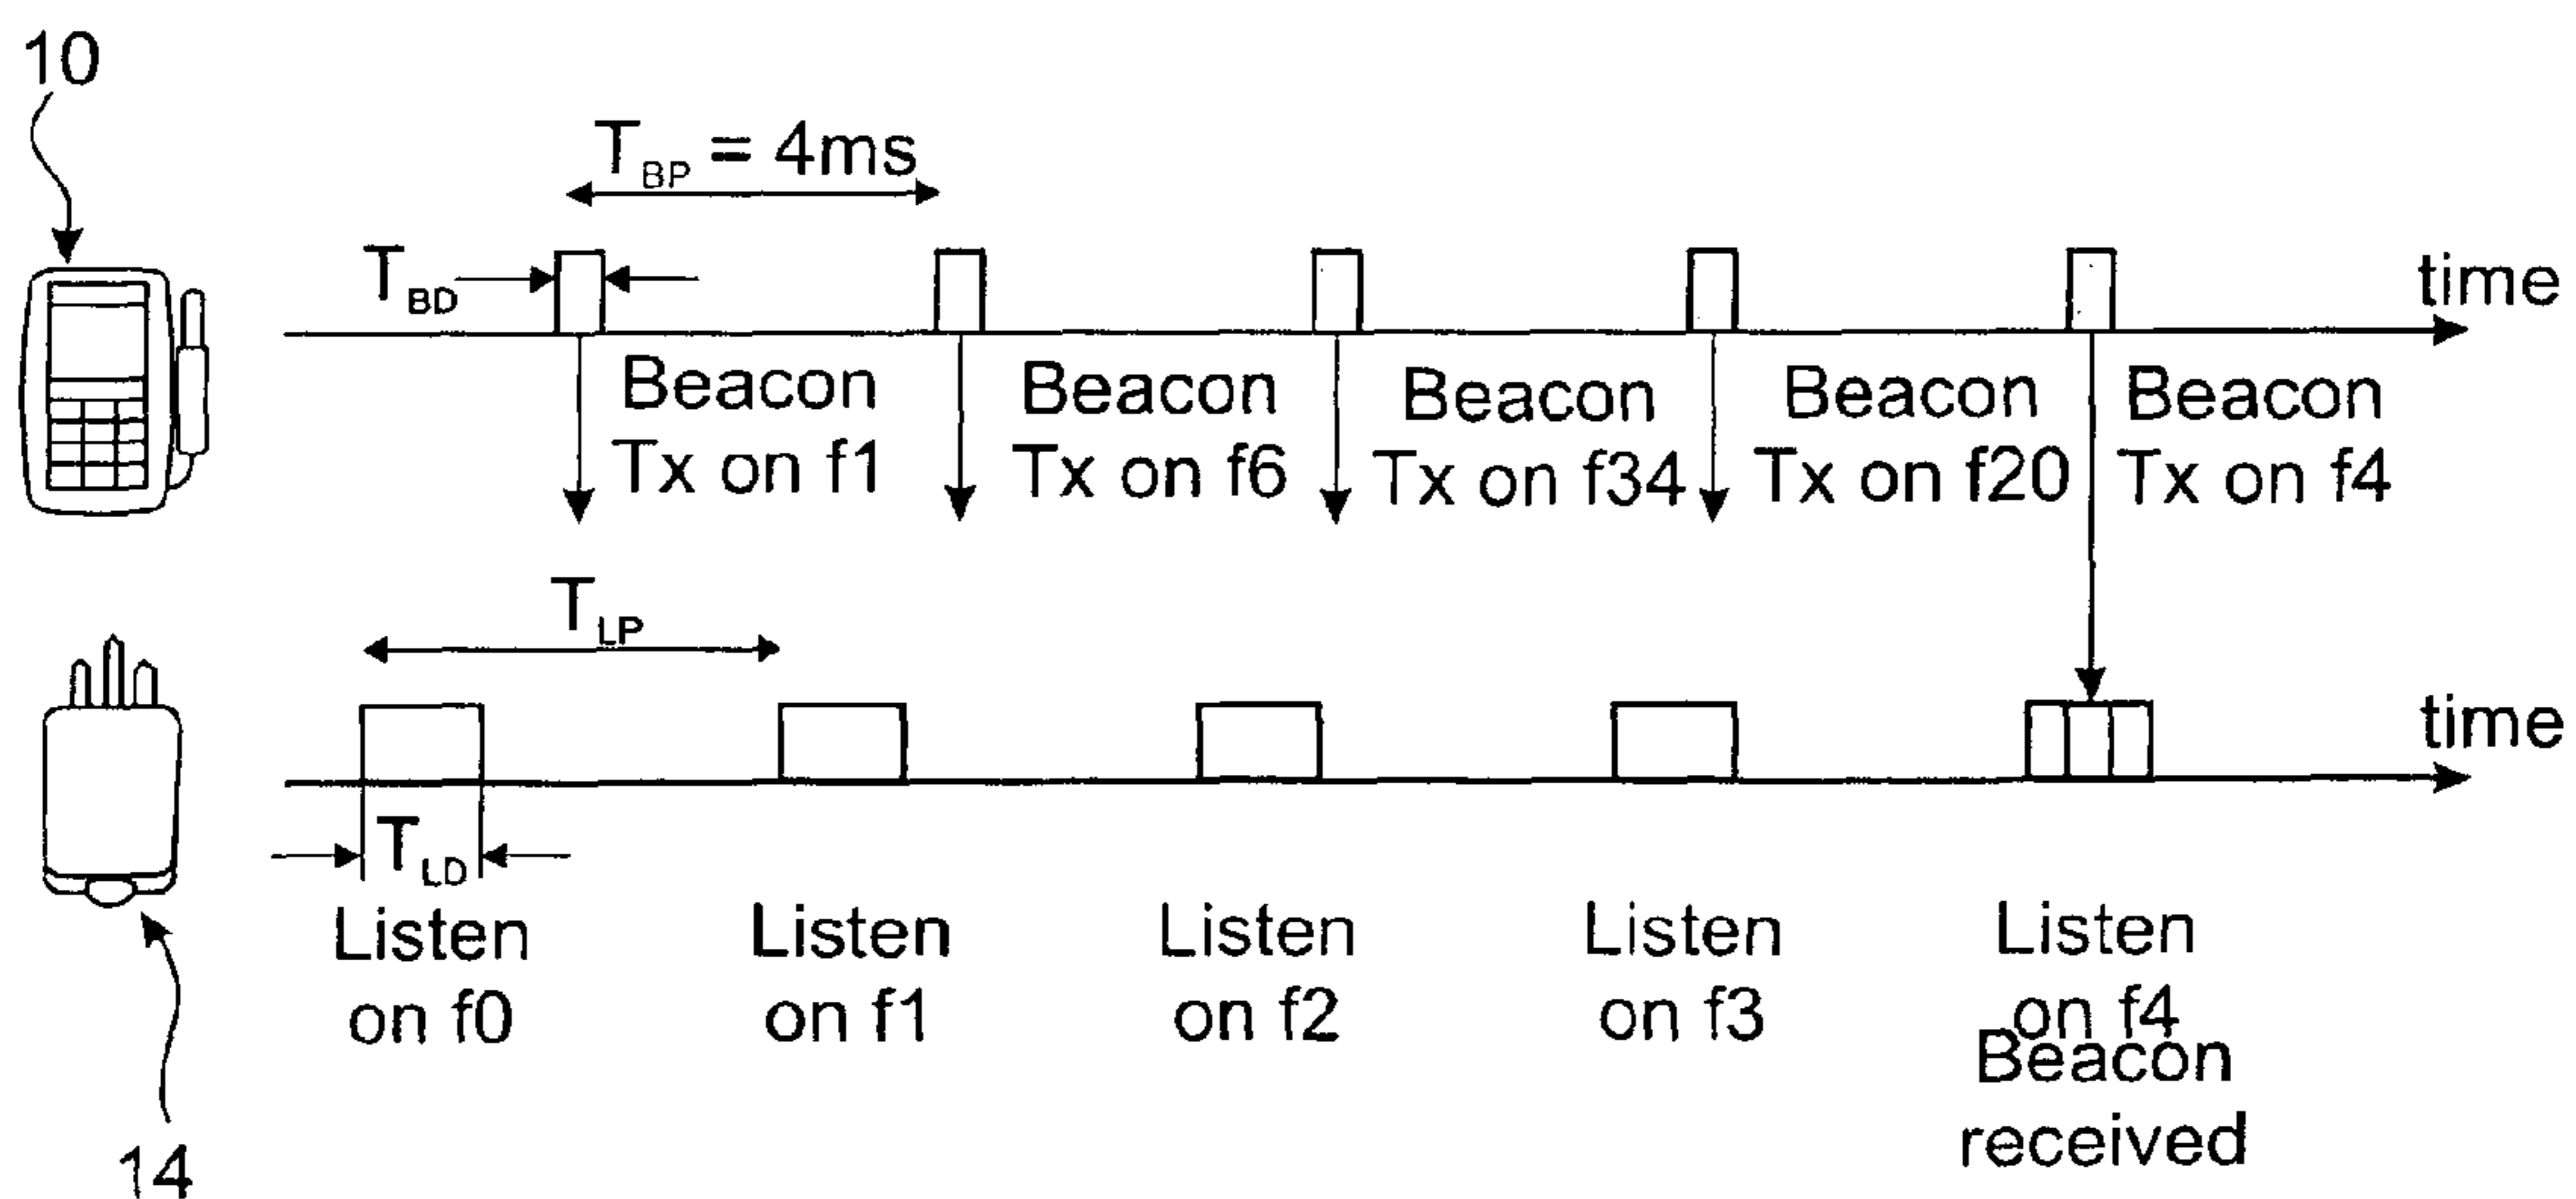 10
T_BP = 4ms
T_BD
time
Beacon
Tx on f1
Beacon
Tx on f6
Beacon
Tx on f34
Beacon
Tx on f20
Beacon
Tx on f4
T_LP
time
T_LD
Listen
on f0
Listen
on f1
Listen
on f2
Listen
on f3
Listen
on f4
Beacon
received
14